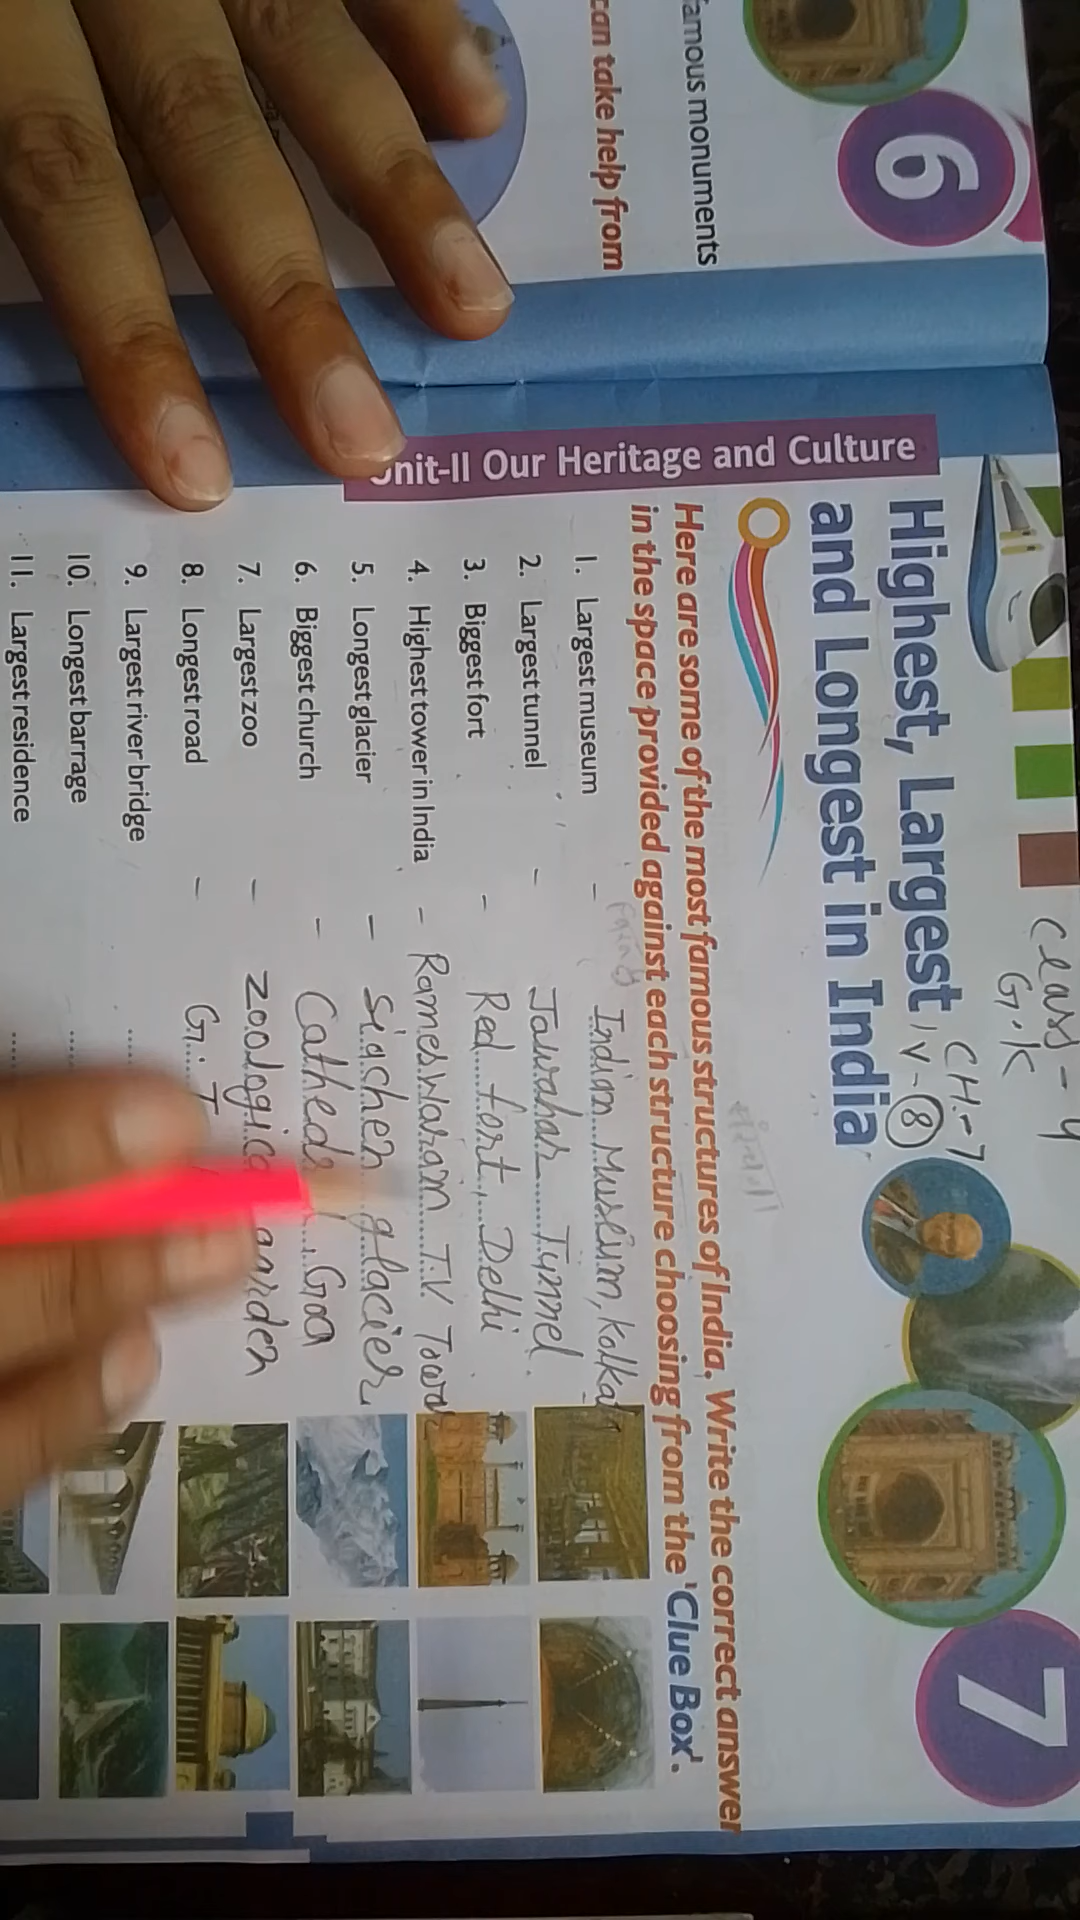 famous monuments
can take help from
6
Class - 4
G.K
CH:-7
Highest, Largest , V-8
and Longest in India
7
Unit-II Our Heritage and Culture
Here are some of the most famous structures of India. Write the correct answer
in the space provided against each structure choosing from the 'Clue Box'.
1. Largest museum - Indian Museum, Kolkat
2. Largest tunnel - Jawahar Tunnel
3. Biggest fort - Red fort, Delhi
4. Highest tower in India - Rameswaram T.V. Tower
5. Longest glacier - Siachen glacier
6. Biggest church - Cathedral, Goa
7. Largest zoo - garden
8. Longest road - G.T
9. Largest river bridge
10. Longest barrage
11. Largest residence